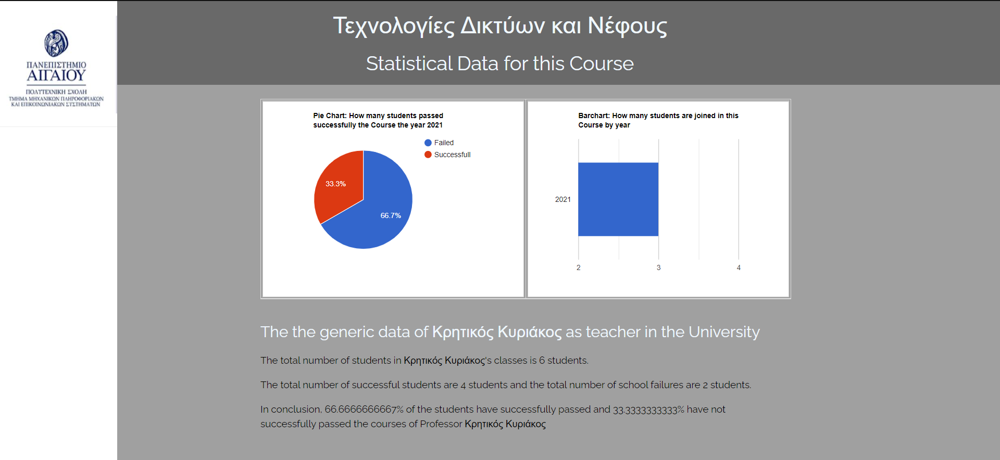 ΠΑΝΕΠΙΣΤΗΜΙΟ
ΑΙΓΑΙΟΥ
ΠΟΛΥΤΕΧΝΙΚΗ ΣΧΟΛΗ
ΤΜΗΜΑ ΜΗΧΑΝΙΚΩΝ ΠΛΗΡΟΦΟΡΙΑΚΩΝ
ΚΑΙ ΕΠΙΚΟΙΝΩΝΙΑΚΩΝ ΣΥΣΤΗΜΑΤΩΝ
Τεχνολογίες Δικτύων και Νέφους
Statistical Data for this Course
Pie Chart: How many students passed
successfully the Course the year 2021
Failed
Successfull
33.3%
66.7%
Barchart: How many students are joined in this
Course by year
2021
2 3 4
The the generic data of Κρητικός Κυριάκος as teacher in the University
The total number of students in Κρητικός Κυριάκος's classes is 6 students.
The total number of successful students are 4 students and the total number of school failures are 2 students.
In conclusion, 66.6666666667% of the students have successfully passed and 33.3333333333% have not
successfully passed the courses of Professor Κρητικός Κυριάκος